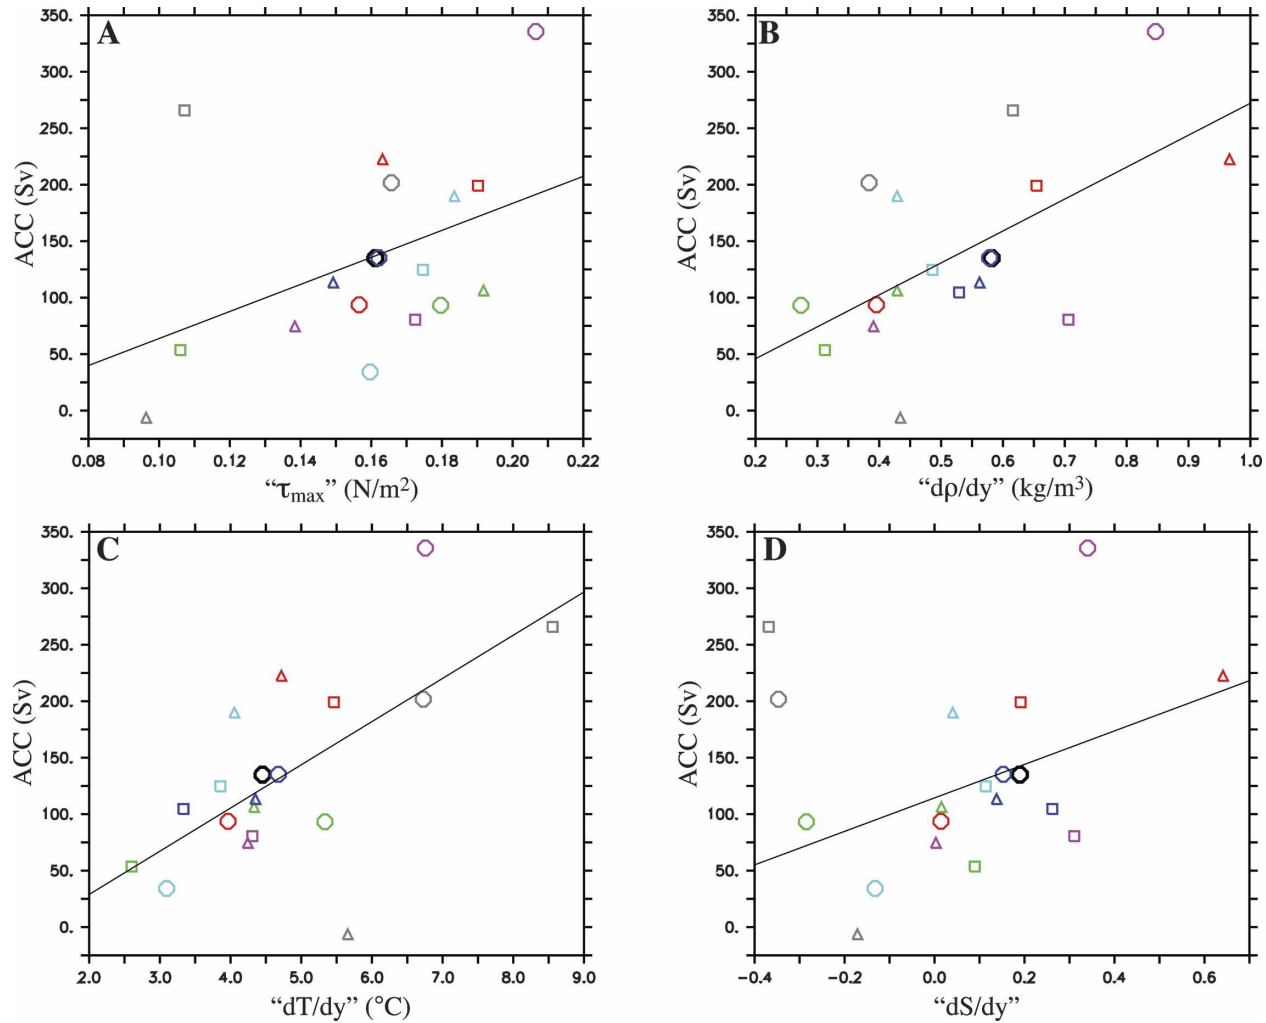 A
B
350.
300.
250.
200.
150.
100.
50.
0.
ACC (Sv)
0.08 0.10 0.12 0.14 0.16 0.18 0.20 0.22
“τmax” (N/m2)
350.
300.
250.
200.
150.
100.
50.
0.
ACC (Sv)
0.2 0.3 0.4 0.5 0.6 0.7 0.8 0.9 1.0
“dρ/dy” (kg/m3)
C
D
350.
300.
250.
200.
150.
100.
50.
0.
ACC (Sv)
2.0 3.0 4.0 5.0 6.0 7.0 8.0 9.0
“dT/dy” (°C)
350.
300.
250.
200.
150.
100.
50.
0.
ACC (Sv)
-0.4 -0.2 0.0 0.2 0.4 0.6
“dS/dy”